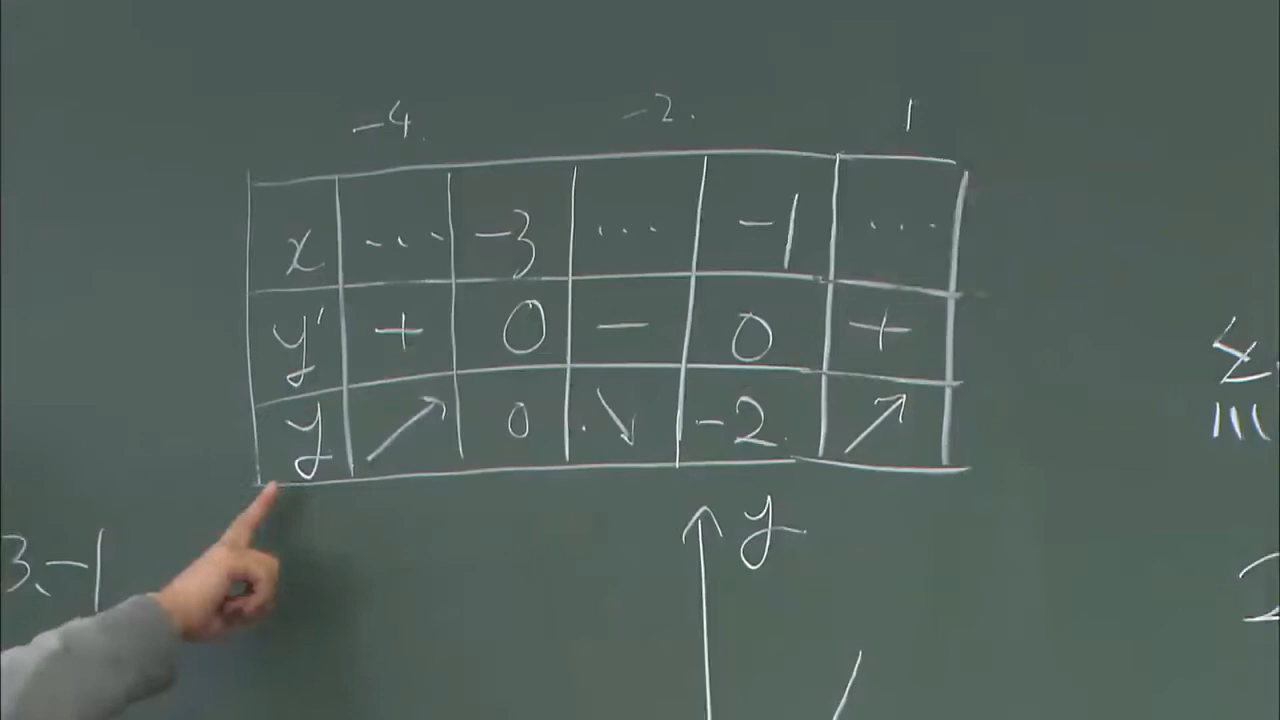 -4. -2. 1
x … -3 … -1 …
y' + 0 - 0 +
y ↗ 0 ↘ -2 ↗
y
3, -1